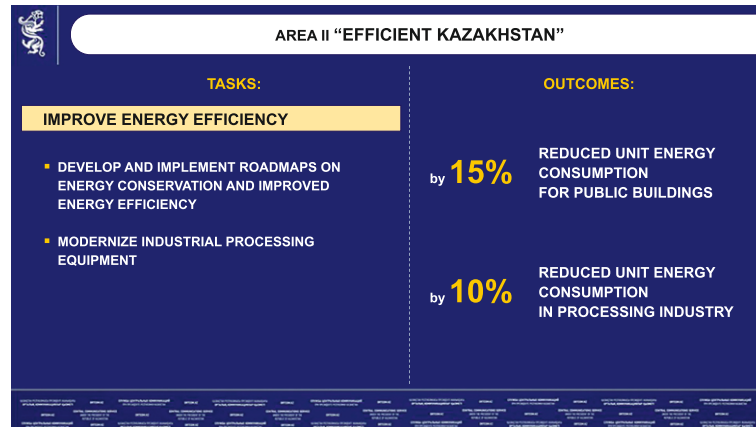 AREA II “EFFICIENT KAZAKHSTAN”
TASKS:
IMPROVE ENERGY EFFICIENCY
▪ DEVELOP AND IMPLEMENT ROADMAPS ON
ENERGY CONSERVATION AND IMPROVED
ENERGY EFFICIENCY
▪ MODERNIZE INDUSTRIAL PROCESSING
EQUIPMENT
OUTCOMES:
by 15%
REDUCED UNIT ENERGY
CONSUMPTION
FOR PUBLIC BUILDINGS
by 10%
REDUCED UNIT ENERGY
CONSUMPTION
IN PROCESSING INDUSTRY